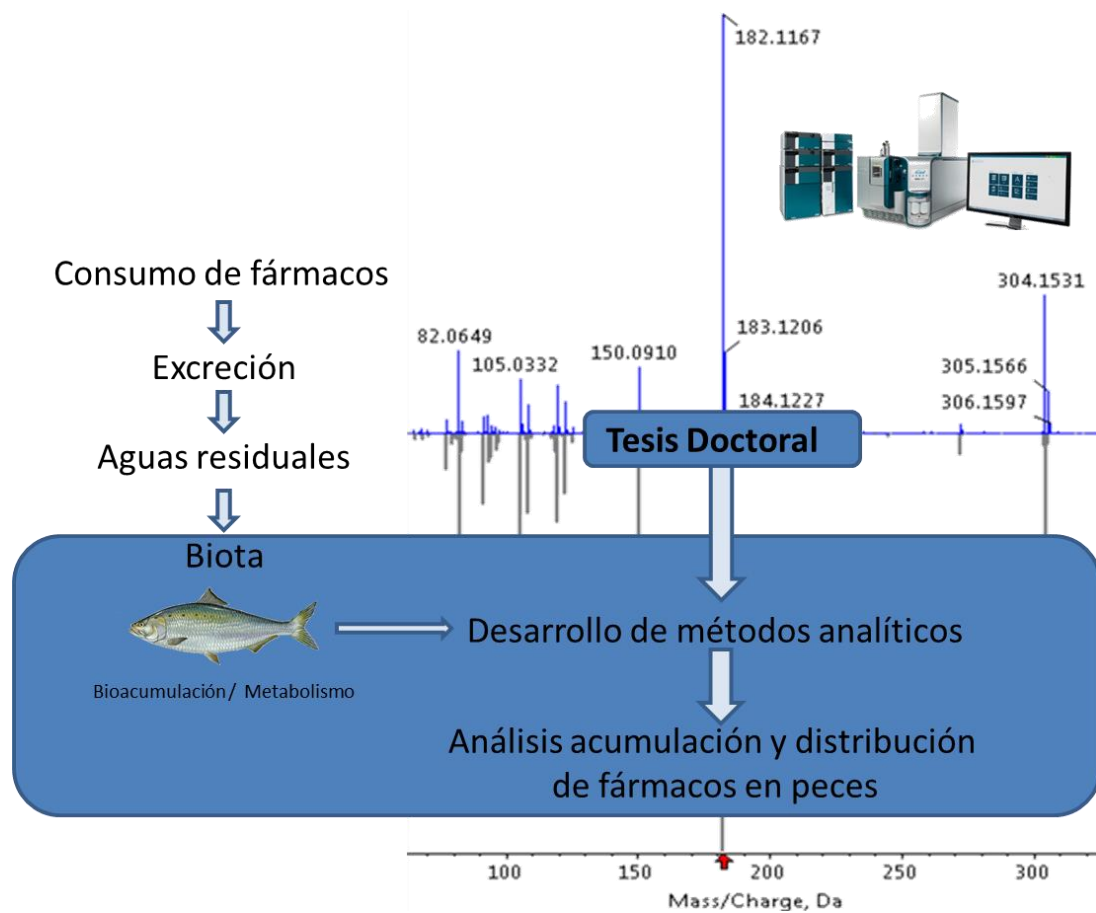 182.1167
Consumo de fármacos
304.1531
82.0649
183.1206
Excreción
105.0332
150.0910
305.1566
184.1227
306.1597
Tesis Doctoral
Aguas residuales
Biota
Desarrollo de métodos analíticos
Bioacumulación/ Metabolismo
Análisis acumulación y distribución
de fármacos en peces
100
150
200
250
300
Mass/Charge, Da